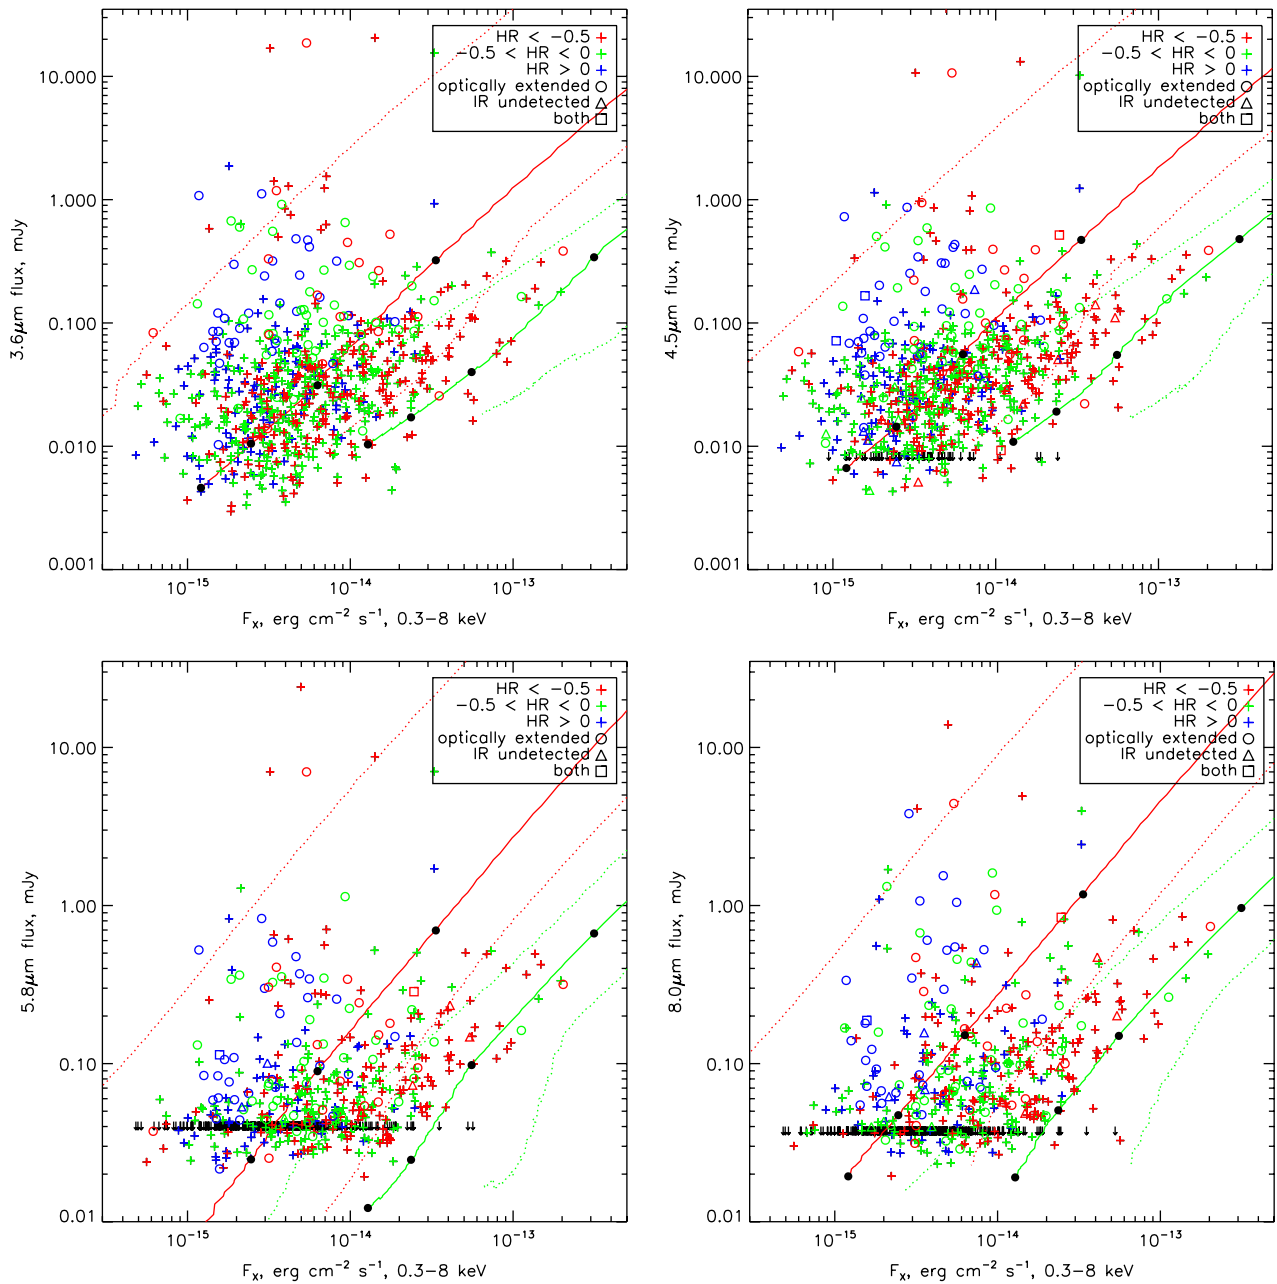 HR < −0.5
−0.5 < HR < 0
HR > 0
optically extended
IR undetected
both
10.000
1.000
0.100
0.010
0.001
3.6μm flux, mJy
10⁻¹⁵ 10⁻¹⁴ 10⁻¹³
Fₓ, erg cm⁻² s⁻¹, 0.3−8 keV
HR < −0.5
−0.5 < HR < 0
HR > 0
optically extended
IR undetected
both
10.000
1.000
0.100
0.010
0.001
4.5μm flux, mJy
10⁻¹⁵ 10⁻¹⁴ 10⁻¹³
Fₓ, erg cm⁻² s⁻¹, 0.3−8 keV
HR < −0.5
−0.5 < HR < 0
HR > 0
optically extended
IR undetected
both
10.00
1.00
0.10
0.01
5.8μm flux, mJy
10⁻¹⁵ 10⁻¹⁴ 10⁻¹³
Fₓ, erg cm⁻² s⁻¹, 0.3−8 keV
HR < −0.5
−0.5 < HR < 0
HR > 0
optically extended
IR undetected
both
10.00
1.00
0.10
0.01
8.0μm flux, mJy
10⁻¹⁵ 10⁻¹⁴ 10⁻¹³
Fₓ, erg cm⁻² s⁻¹, 0.3−8 keV